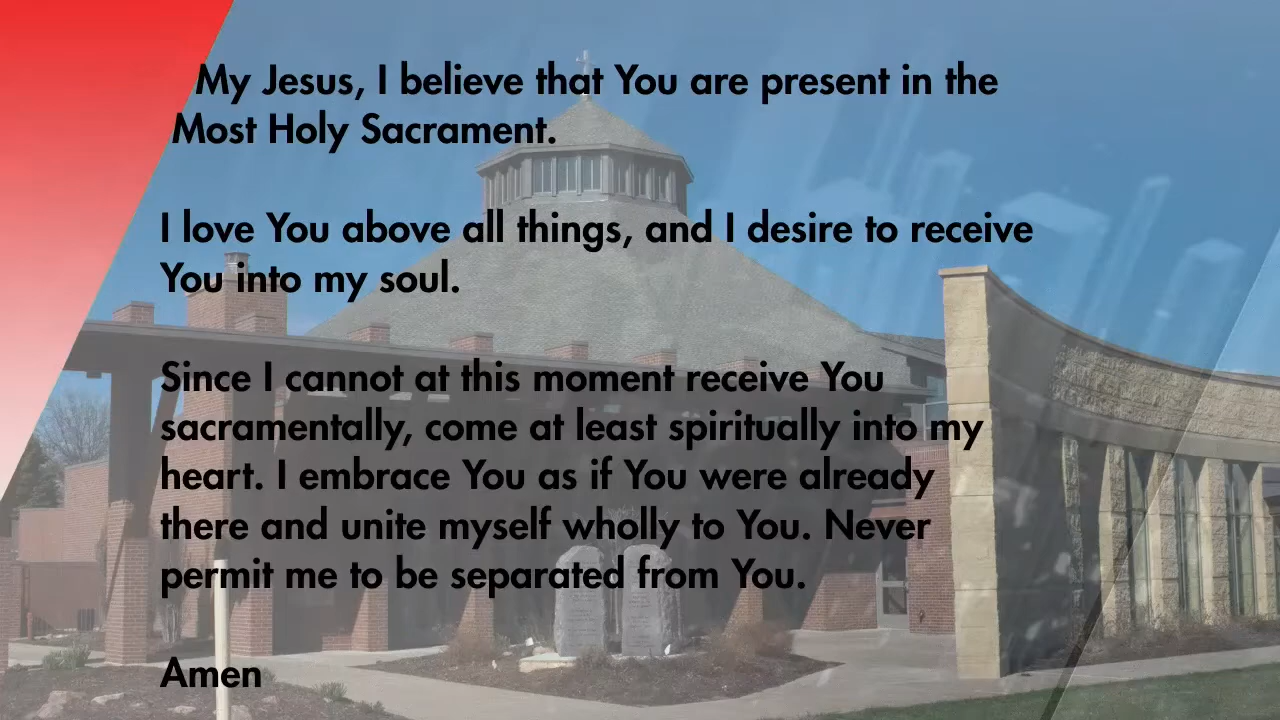 My Jesus, I believe that You are present in the
Most Holy Sacrament.
I love You above all things, and I desire to receive
You into my soul.
Since I cannot at this moment receive You
sacramentally, come at least spiritually into my
heart. I embrace You as if You were already
there and unite myself wholly to You. Never
permit me to be separated from You.
Amen